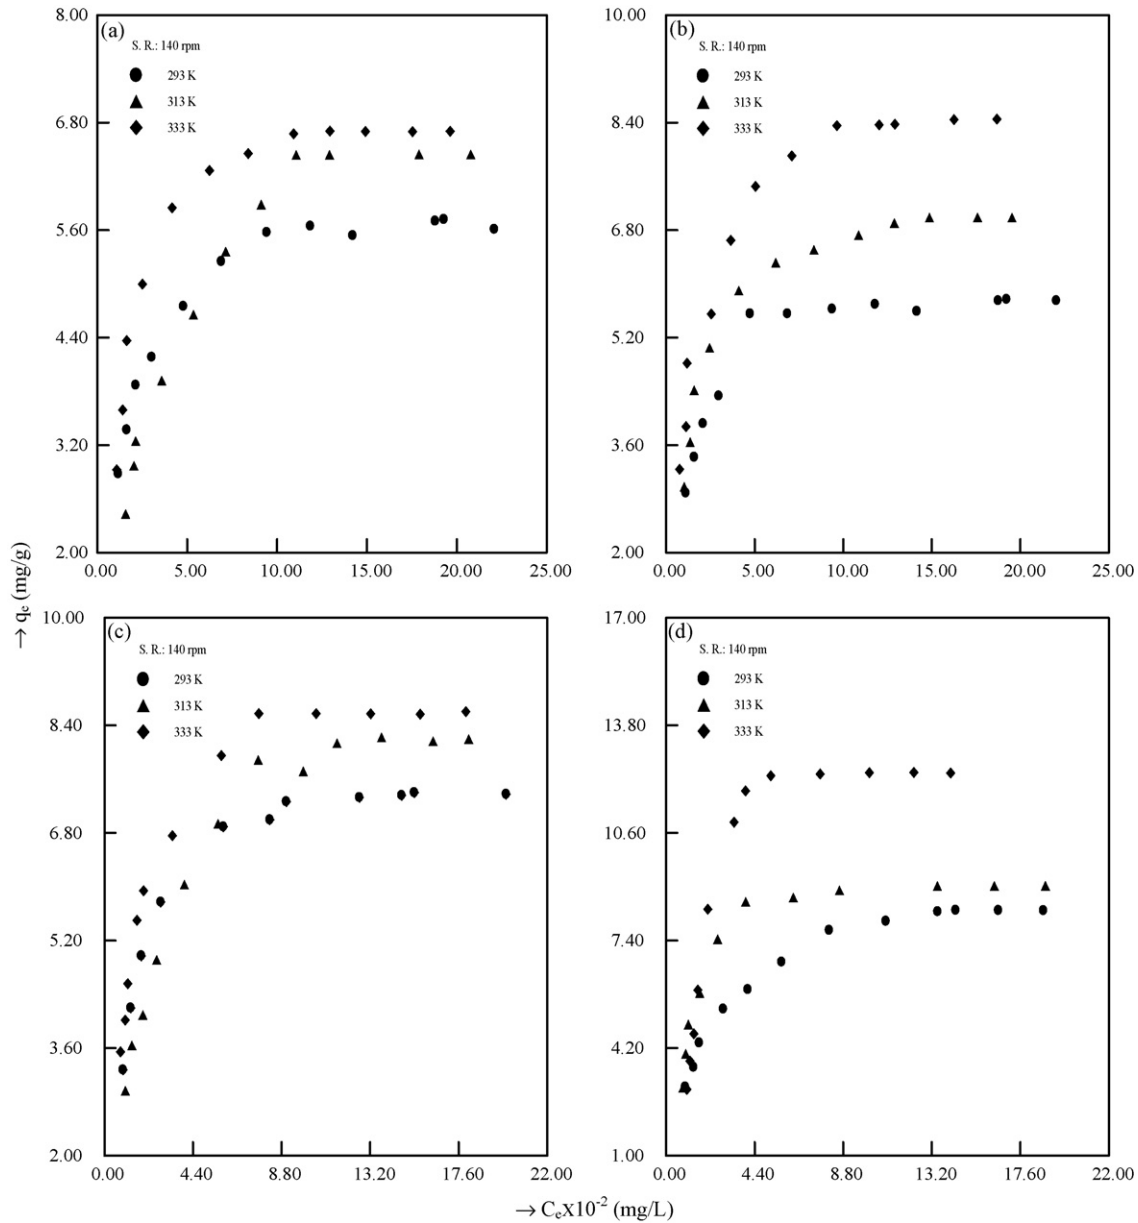 (a)
S. R.: 140 rpm
293 K
313 K
333 K
8.00
6.80
5.60
4.40
3.20
2.00
0.00 5.00 10.00 15.00 20.00 25.00
(b)
S. R.: 140 rpm
293 K
313 K
333 K
10.00
8.40
6.80
5.20
3.60
2.00
0.00 5.00 10.00 15.00 20.00 25.00
→ qe (mg/g)
(c)
S. R.: 140 rpm
293 K
313 K
333 K
10.00
8.40
6.80
5.20
3.60
2.00
0.00 4.40 8.80 13.20 17.60 22.00
(d)
S. R.: 140 rpm
293 K
313 K
333 K
17.00
13.80
10.60
7.40
4.20
1.00
0.00 4.40 8.80 13.20 17.60 22.00
→ CeX10-2 (mg/L)